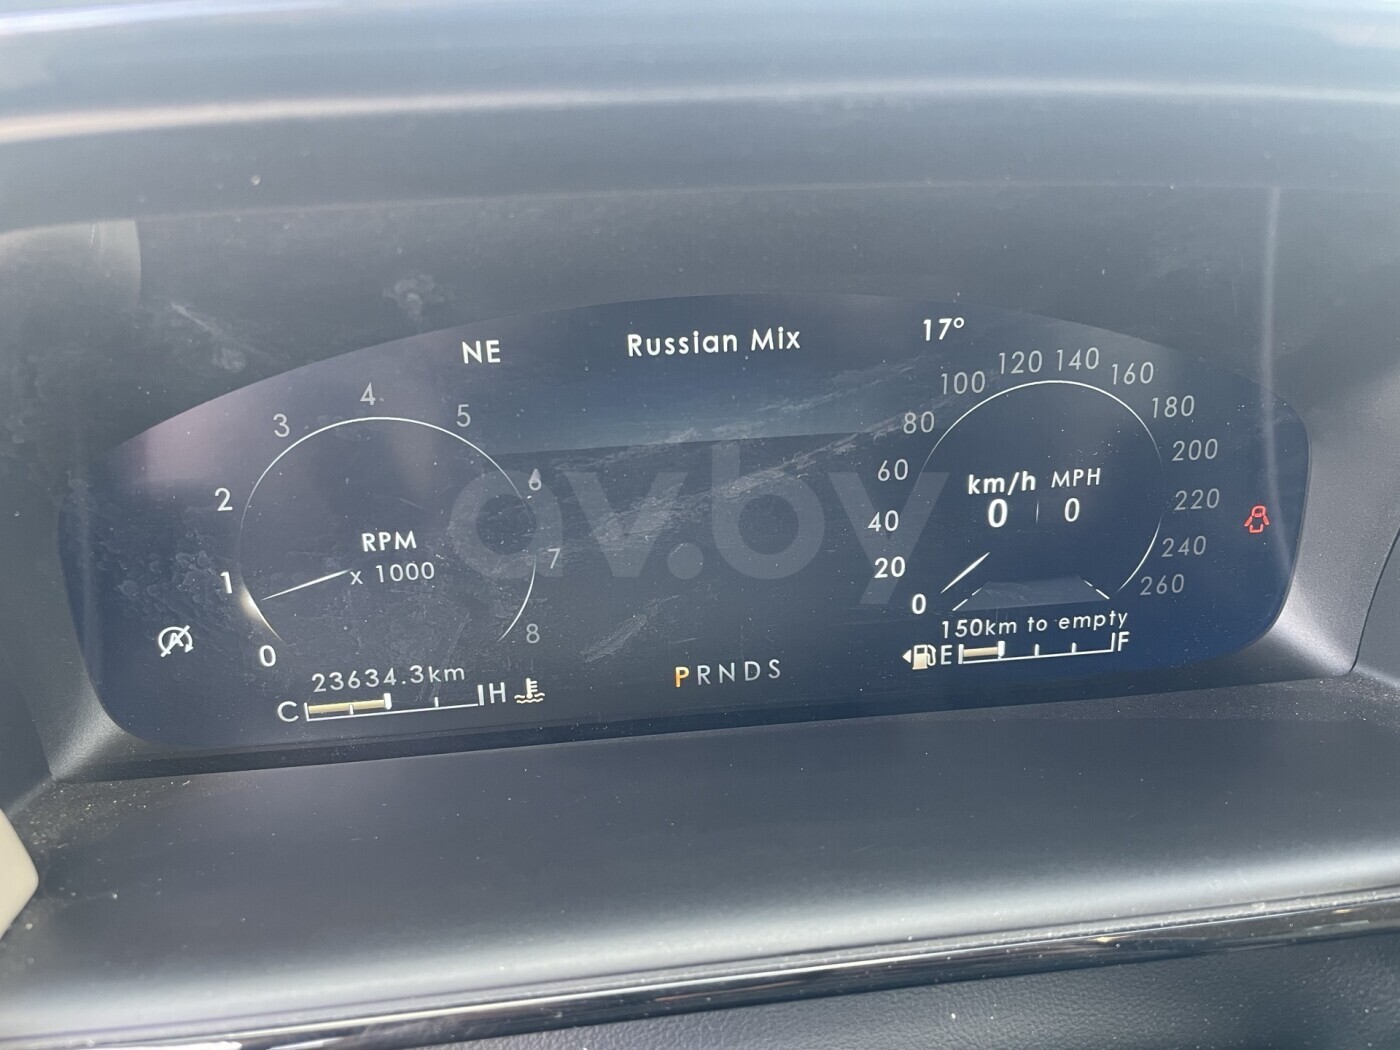 NE
Russian Mix
17°
0
1
2
3
4
5
6
7
8
RPM
x 1000
23634.3km
C H
PRNDS
0
20
40
60
80
100
120
140
160
180
200
220
240
260
km/h MPH
0 0
150km to empty
E F
A
av.by